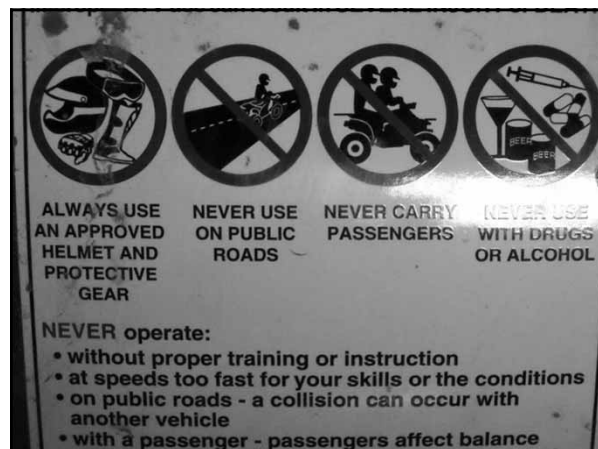 BEER
BEER
ALWAYS USE
AN APPROVED
HELMET AND
PROTECTIVE
GEAR
NEVER USE
ON PUBLIC
ROADS
NEVER CARRY
PASSENGERS
NEVER USE
WITH DRUGS
OR ALCOHOL
NEVER operate:
• without proper training or instruction
• at speeds too fast for your skills or the conditions
• on public roads - a collision can occur with
another vehicle
• with a passenger - passengers affect balance